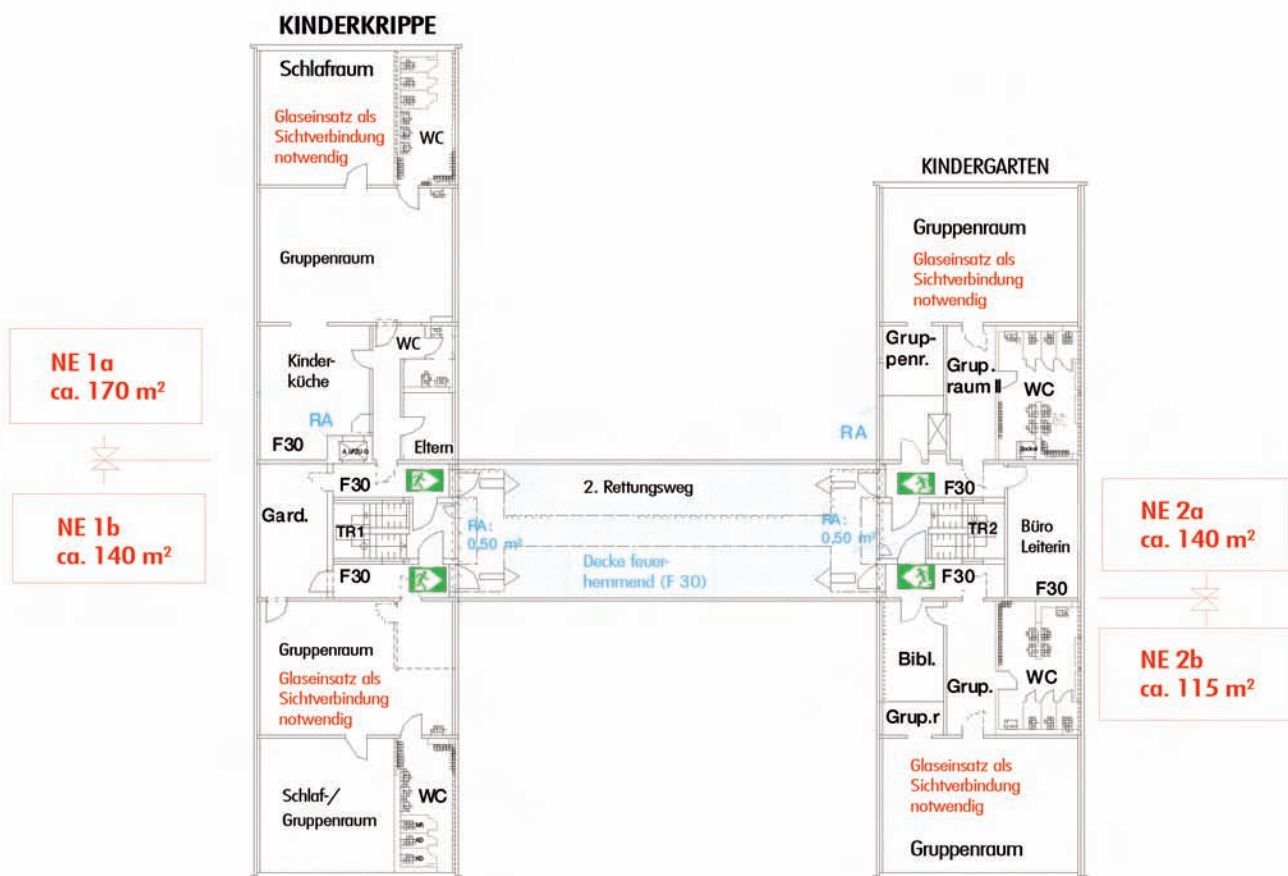 KINDERKRIPPE
Schlafraum
Glaseinsatz als
Sichtverbindung
notwendig
WC
Gruppenraum
Kinder-
küche
WC
RA
F30
Eltern
NE 1a
ca. 170 m²
NE 1b
ca. 140 m²
Gard.
F30
TR1
F30
RA:
0,50 m²
2. Rettungsweg
Decke feuer-
hemmend (F 30)
RA:
0,50 m²
Gruppenraum
Glaseinsatz als
Sichtverbindung
notwendig
Schlaf-/
Gruppenraum
WC
KINDERGARTEN
Gruppenraum
Glaseinsatz als
Sichtverbindung
notwendig
Grup-
penr.
Grup.
raum II
WC
RA
F30
TR2
Büro
Leiterin
F30
F30
NE 2a
ca. 140 m²
NE 2b
ca. 115 m²
Bibl.
Grup.
WC
Grup.r
Glaseinsatz als
Sichtverbindung
notwendig
Gruppenraum